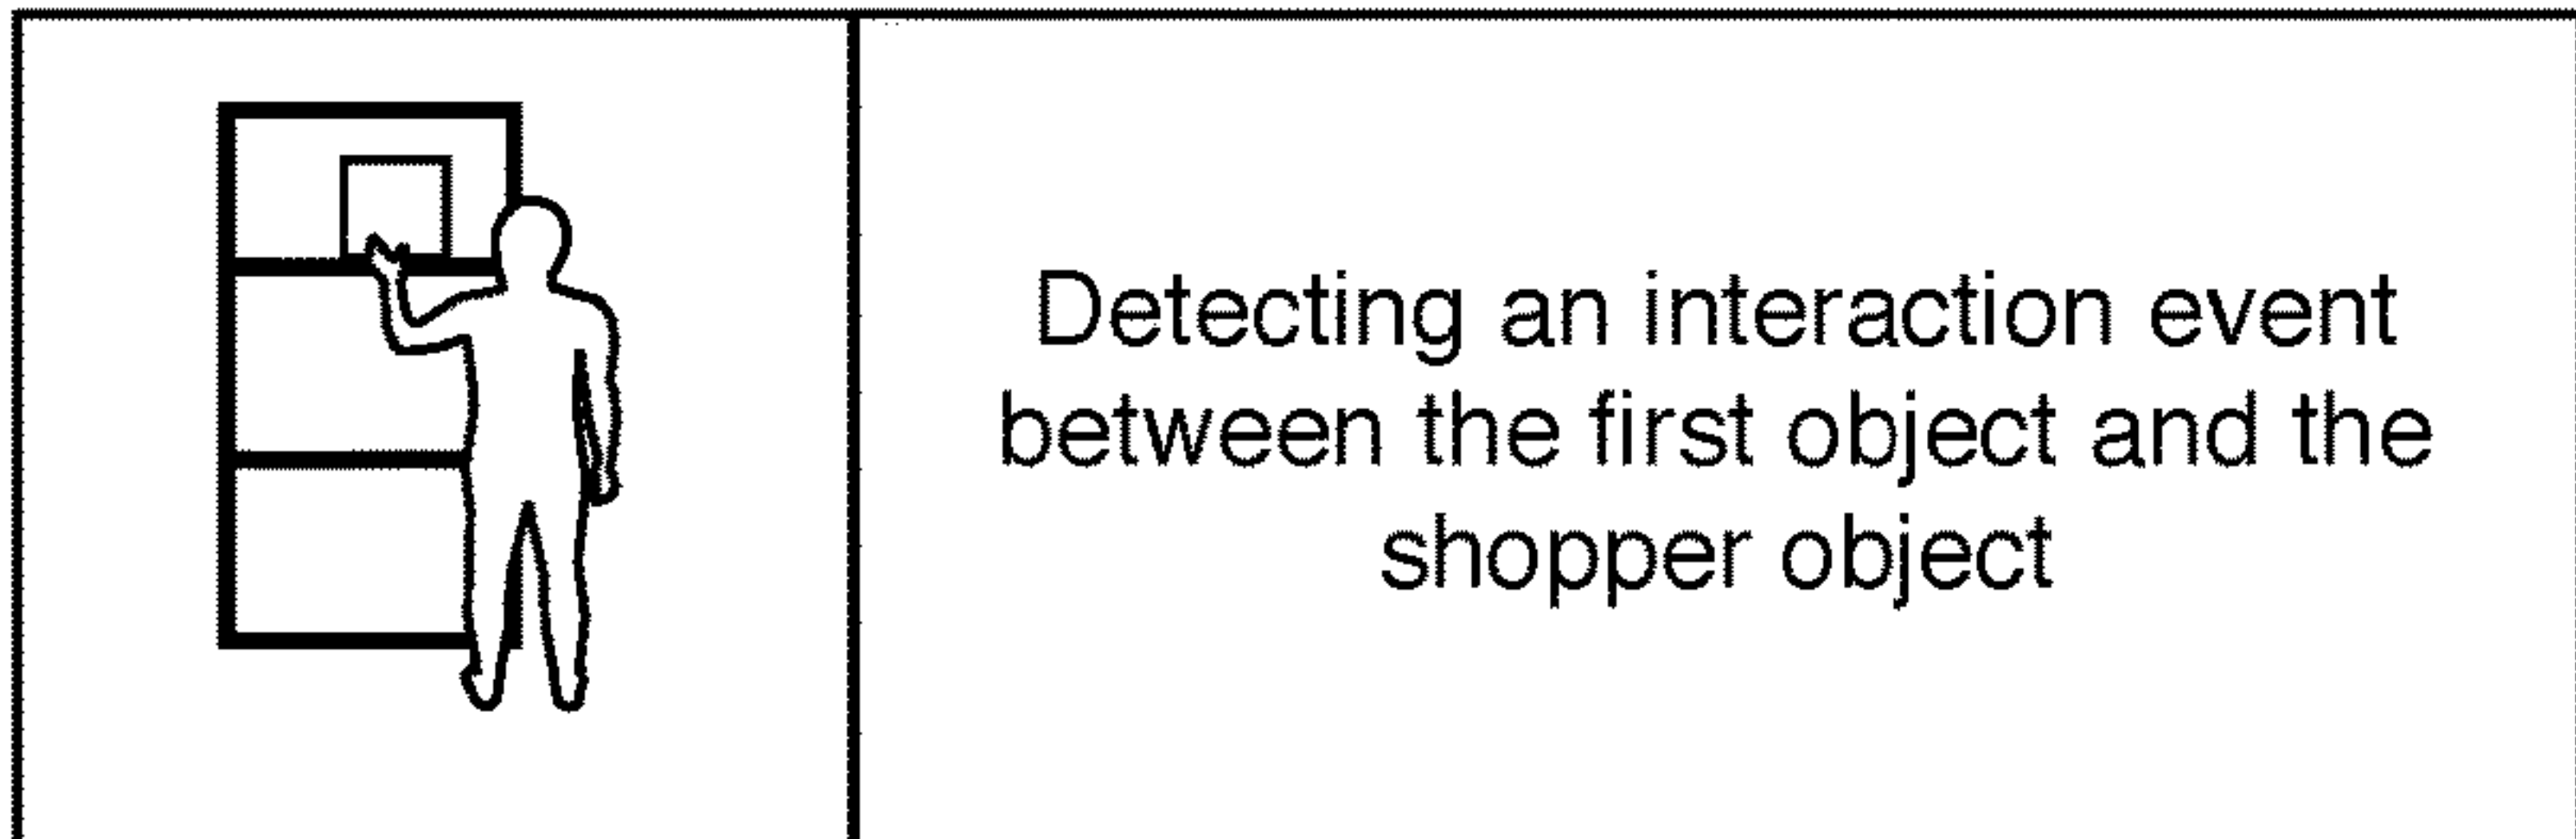 Detecting an interaction event
between the first object and the
shopper object